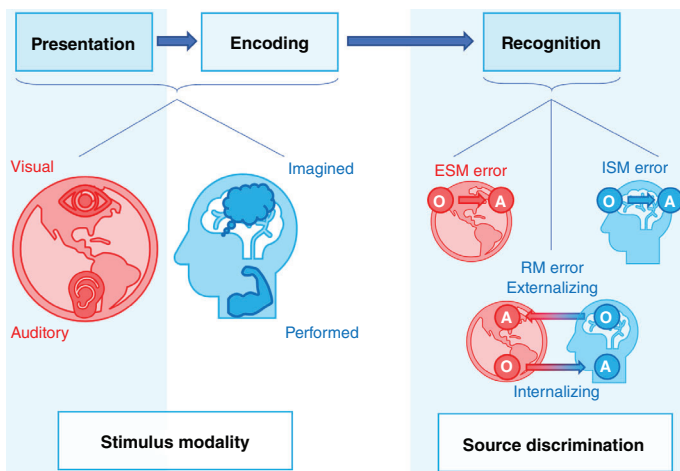 Presentation
Encoding
Recognition
Visual
Imagined
Auditory
Performed
ESM error
ISM error
O A
O A
RM error
Externalizing
A O
O A
Internalizing
Stimulus modality
Source discrimination